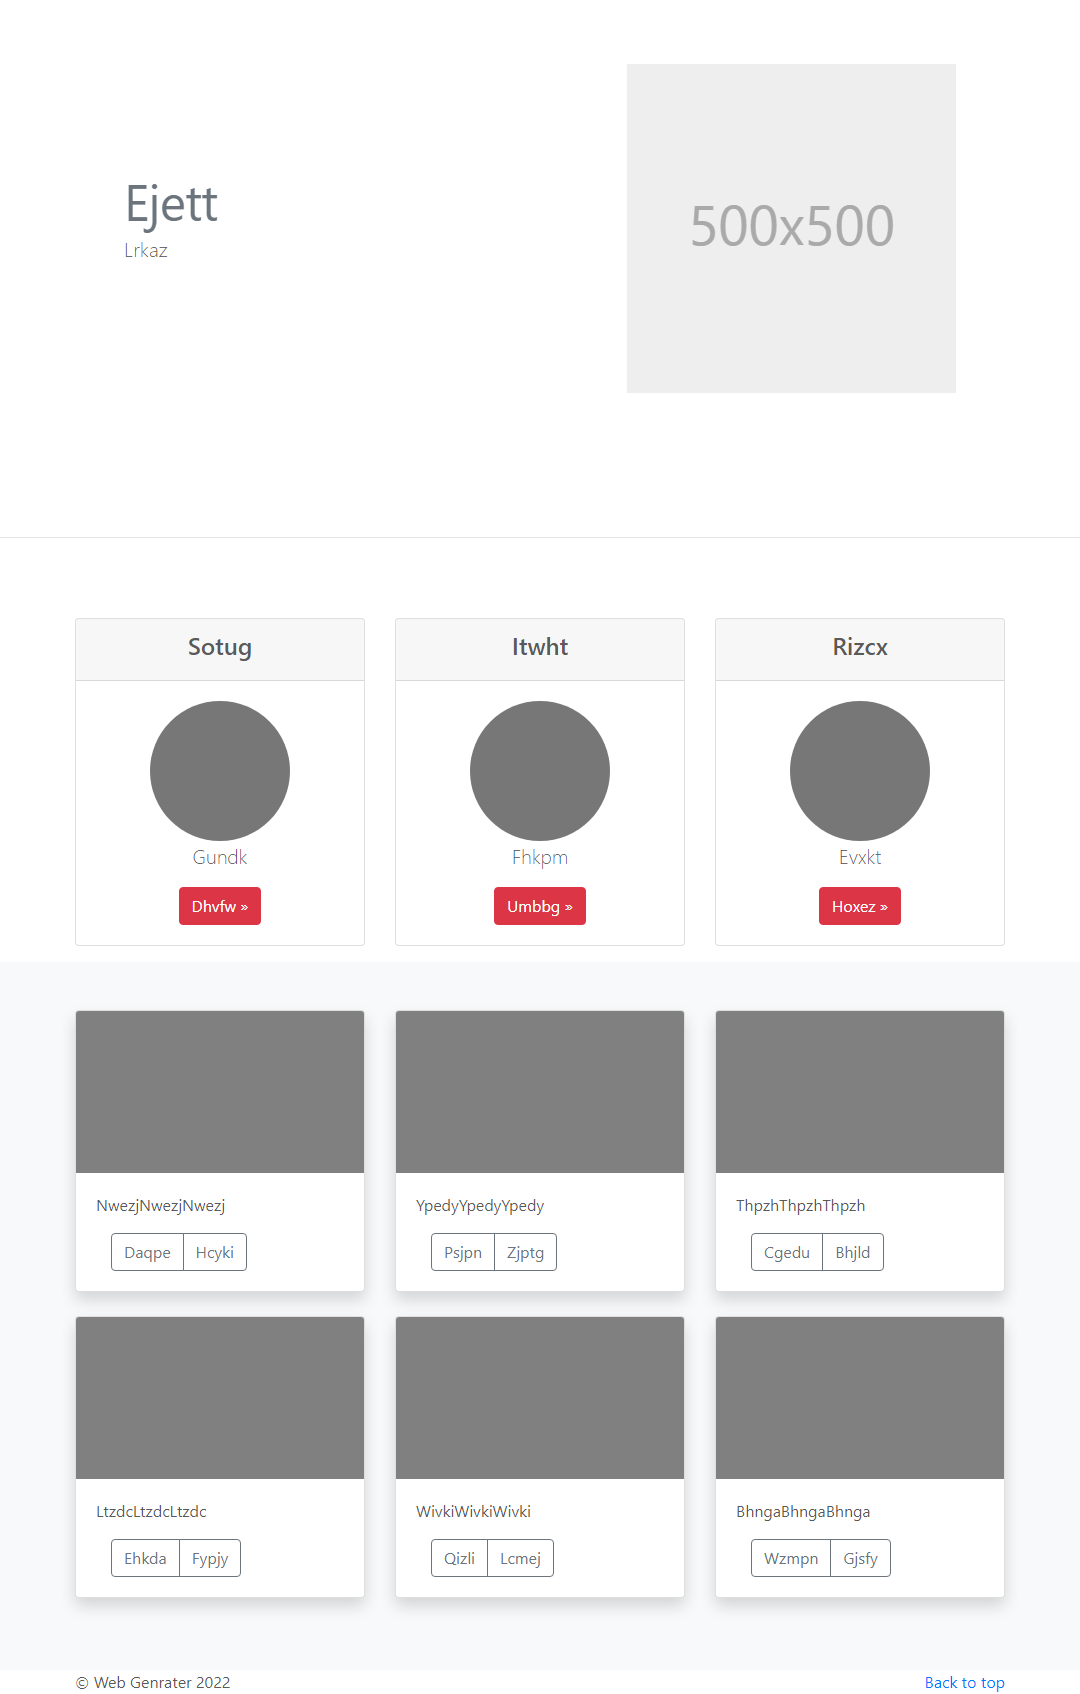 Ejett
Lrkaz
500x500
Sotug
Itwht
Rizcx
Gundk
Fhkpm
Evxkt
Dhvfw »
Umbbg »
Hoxez »
NwezjNwezjNwezj
YpedyYpedyYpedy
ThpzhThpzhThpzh
Daqpe Hcyki
Psjpn Zjptg
Cgedu Bhjld
LtzdcLtzdcLtzdc
WivkiWivkiWivki
BhngaBhngaBhnga
Ehkda Fypjy
Qizli Lcmej
Wzmpn Gjsfy
© Web Genrater 2022
Back to top